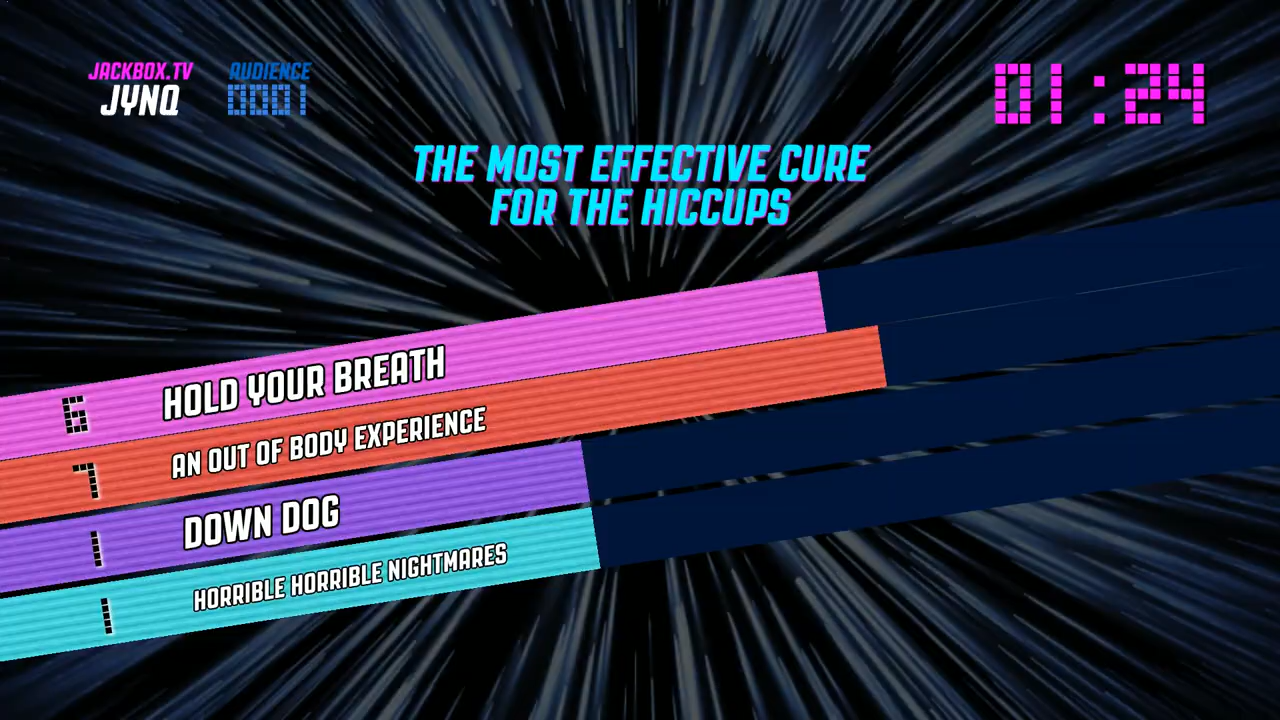 JACKBOX.TV
JYNQ
AUDIENCE
0001
01:24
THE MOST EFFECTIVE CURE
FOR THE HICCUPS
6 HOLD YOUR BREATH
7 AN OUT OF BODY EXPERIENCE
1 DOWN DOG
1 HORRIBLE HORRIBLE NIGHTMARES